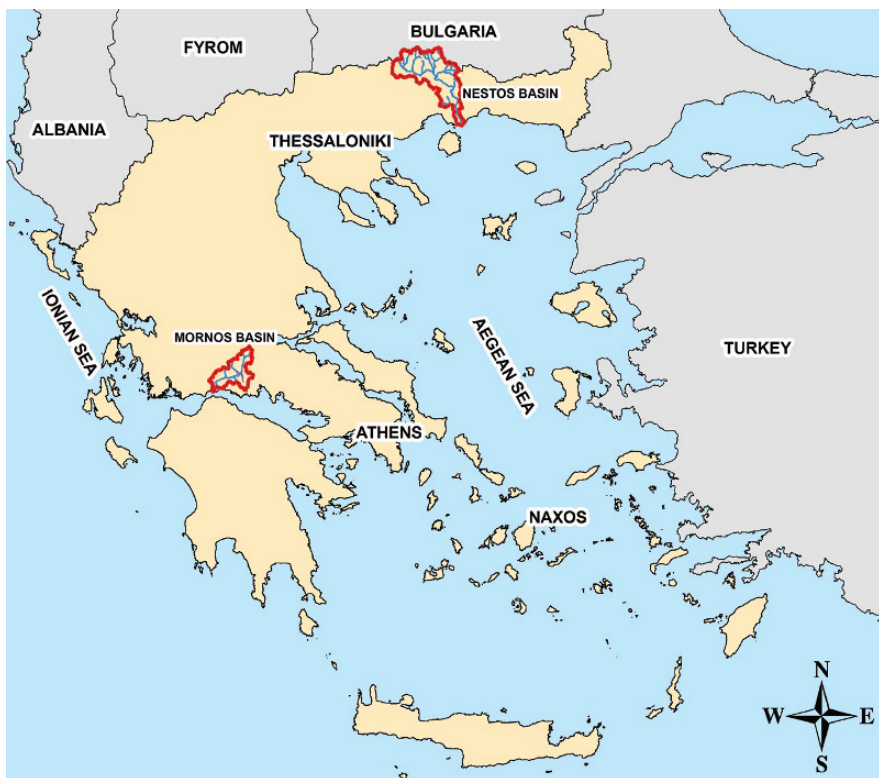 BULGARIA
FYROM
NESTOS BASIN
ALBANIA
THESSALONIKI
IONIAN SEA
MORNOS BASIN
AEGEAN SEA
TURKEY
ATHENS
NAXOS
N
W E
S